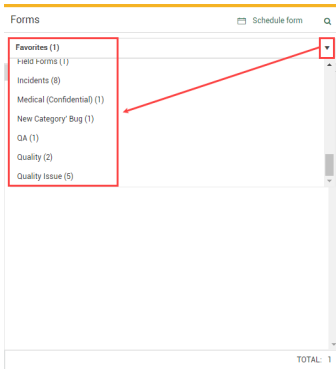 Forms
Schedule form
Favorites (1)
Field Forms (1)
Incidents (8)
Medical (Confidential) (1)
New Category' Bug (1)
QA (1)
Quality (2)
Quality Issue (5)
TOTAL: 1